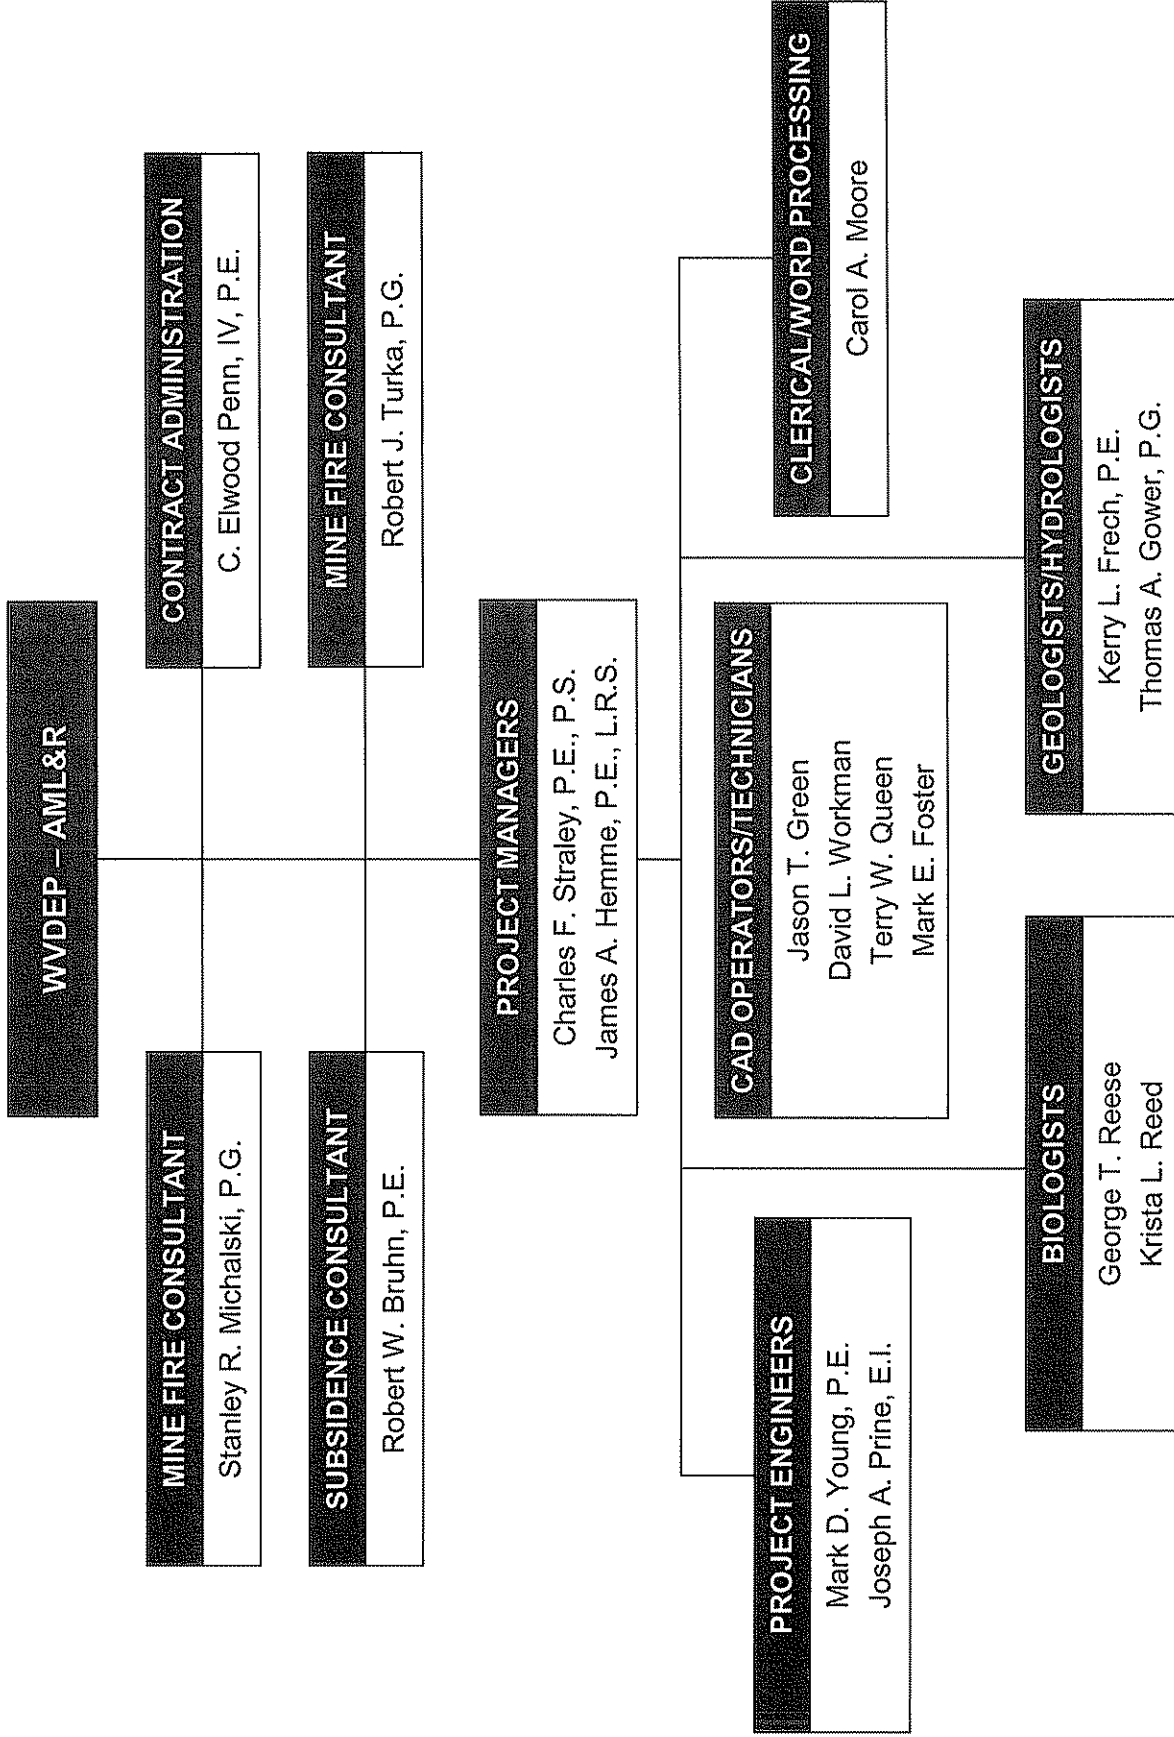 WVDEP – AML&R
MINE FIRE CONSULTANT
Stanley R. Michalski, P.G.
CONTRACT ADMINISTRATION
C. Elwood Penn, IV, P.E.
SUBSIDENCE CONSULTANT
Robert W. Bruhn, P.E.
MINE FIRE CONSULTANT
Robert J. Turka, P.G.
PROJECT MANAGERS
Charles F. Straley, P.E., P.S.
James A. Hemme, P.E., L.R.S.
PROJECT ENGINEERS
Mark D. Young, P.E.
Joseph A. Prine, E.I.
CAD OPERATORS/TECHNICIANS
Jason T. Green
David L. Workman
Terry W. Queen
Mark E. Foster
CLERICAL/WORD PROCESSING
Carol A. Moore
BIOLOGISTS
George T. Reese
Krista L. Reed
GEOLOGISTS/HYDROLOGISTS
Kerry L. Frech, P.E.
Thomas A. Gower, P.G.